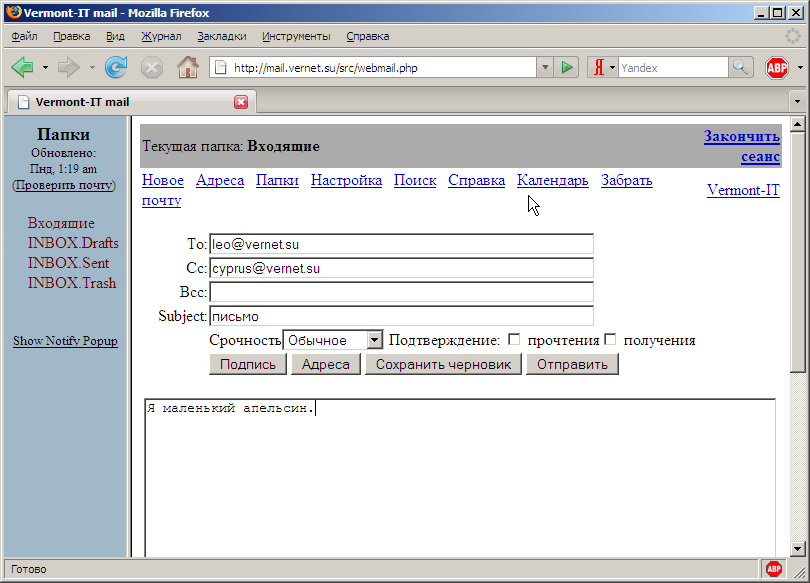 Vermont-IT mail - Mozilla Firefox
Файл Правка Вид Журнал Закладки Инструменты Справка
http://mail.vernet.su/src/webmail.php Я Yandex ABP
Vermont-IT mail
Папки
Обновлено:
Пнд, 1:19 am
(Проверить почту)
Входящие
INBOX.Drafts
INBOX.Sent
INBOX.Trash
Show Notify Popup
Текущая папка: Входящие
Закончить
сеанс
Новое Адреса Папки Настройка Поиск Справка Календарь Забрать
почту
Vermont-IT
To: leo@vernet.su
Cc: cyprus@vernet.su
Bcc:
Subject: письмо
Срочность Обычное Подтверждение: прочтения получения
Подпись Адреса Сохранить черновик Отправить
Я маленький апельсин.
Готово ABP